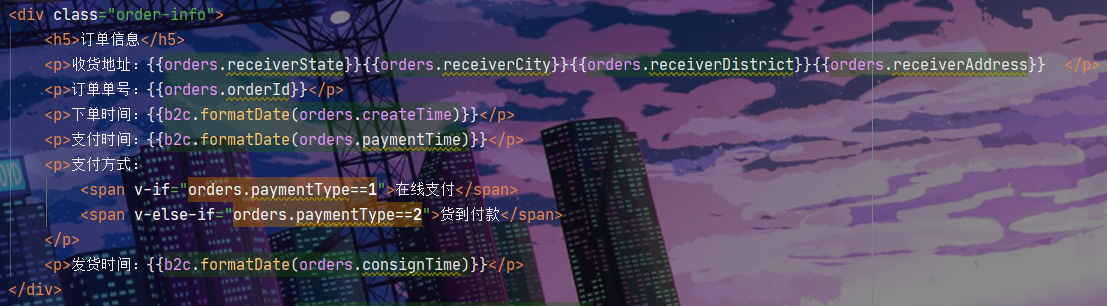 <div class="order-info">
<h5>订单信息</h5>
<p>收货地址：{{orders.receiverState}}{{orders.receiverCity}}{{orders.receiverDistrict}}{{orders.receiverAddress}}  </p>
<p>订单单号：{{orders.orderId}}</p>
<p>下单时间：{{b2c.formatDate(orders.createTime)}}</p>
<p>支付时间：{{b2c.formatDate(orders.paymentTime)}}</p>
<p>支付方式：
<span v-if="orders.paymentType==1">在线支付</span>
<span v-else-if="orders.paymentType==2">货到付款</span>
</p>
<p>发货时间：{{b2c.formatDate(orders.consignTime)}}</p>
</div>